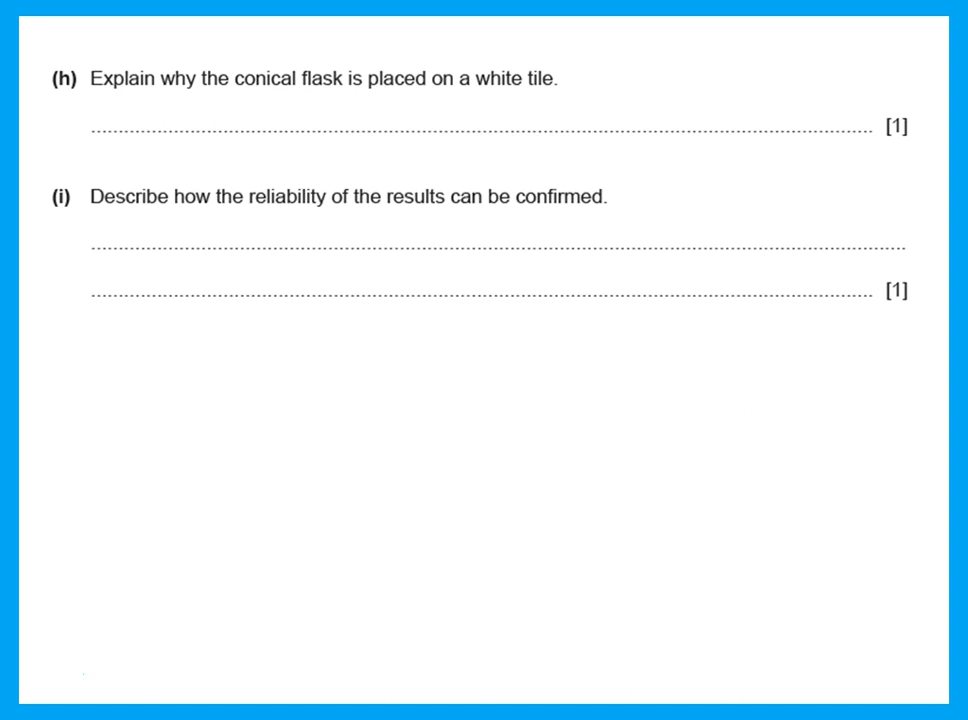 (h) Explain why the conical flask is placed on a white tile.
.................................................................................................................................................. [1]
(i) Describe how the reliability of the results can be confirmed.
........................................................................................................................................................
.................................................................................................................................................. [1]